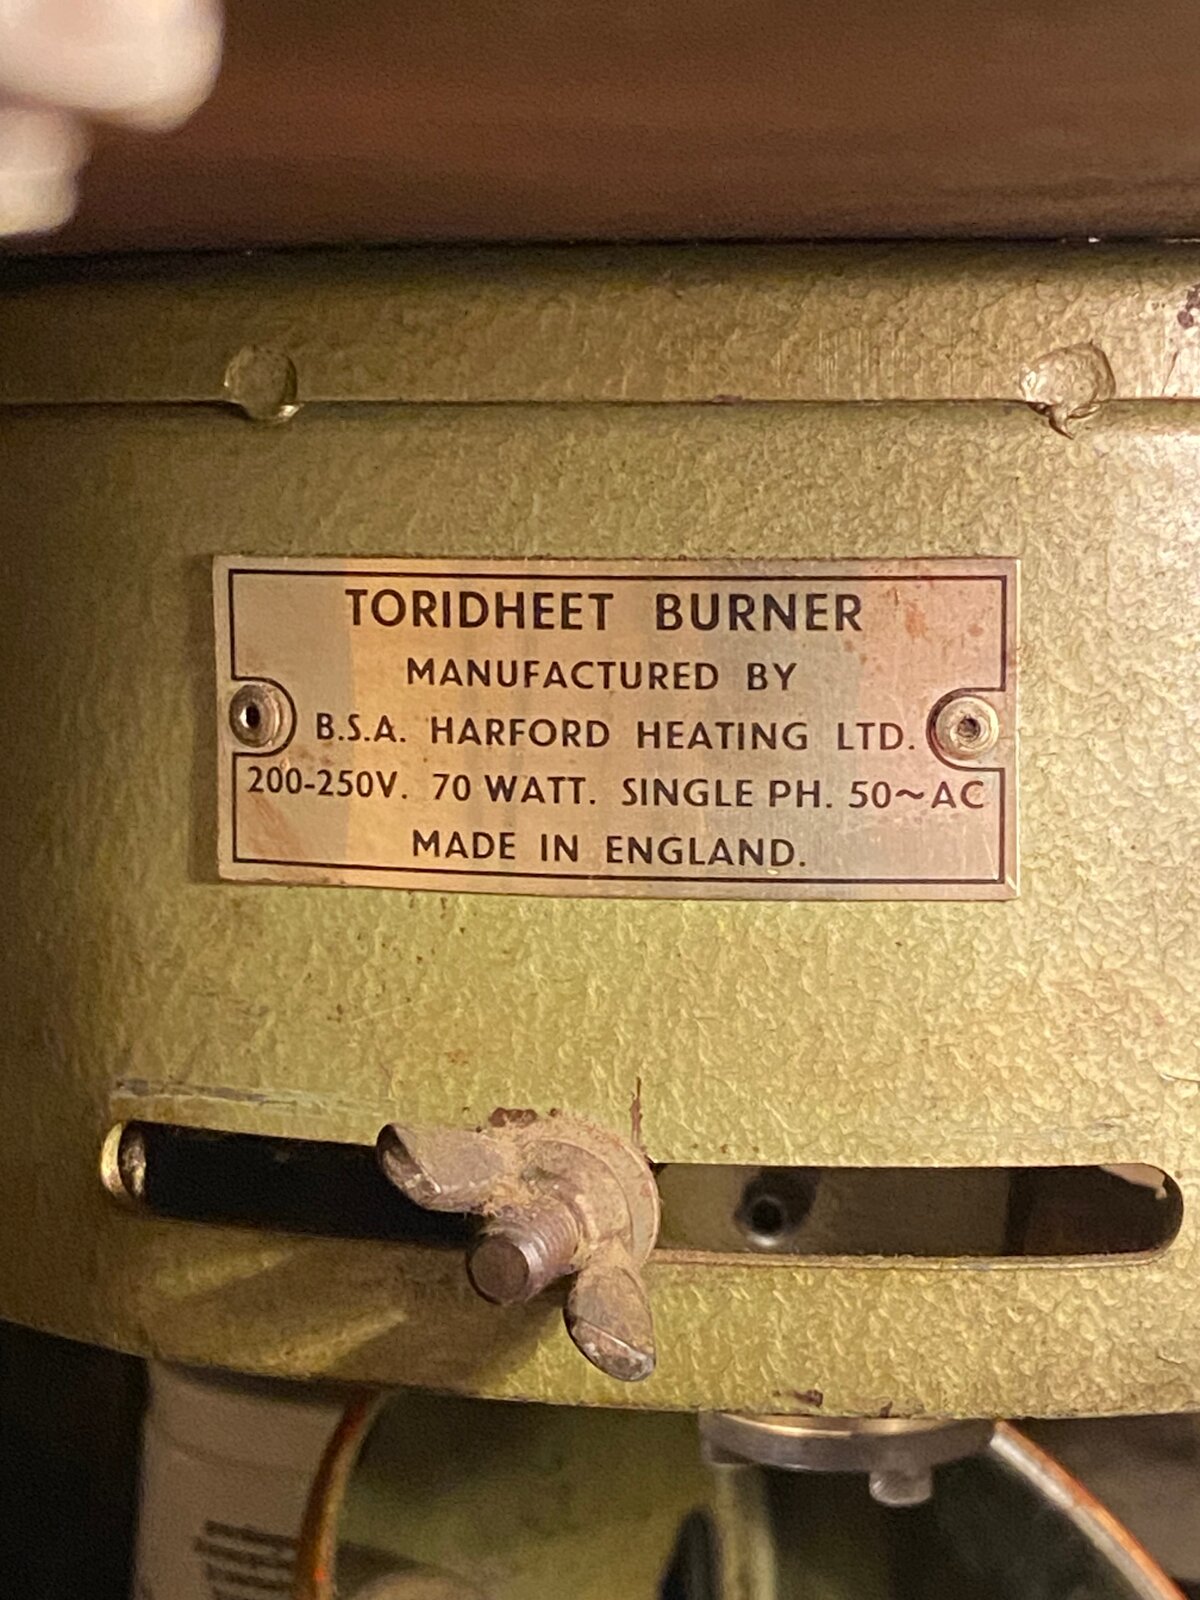 TORIDHEET BURNER
MANUFACTURED BY
B.S.A. HARFORD HEATING LTD.
200-250V. 70 WATT. SINGLE PH. 50~AC
MADE IN ENGLAND.